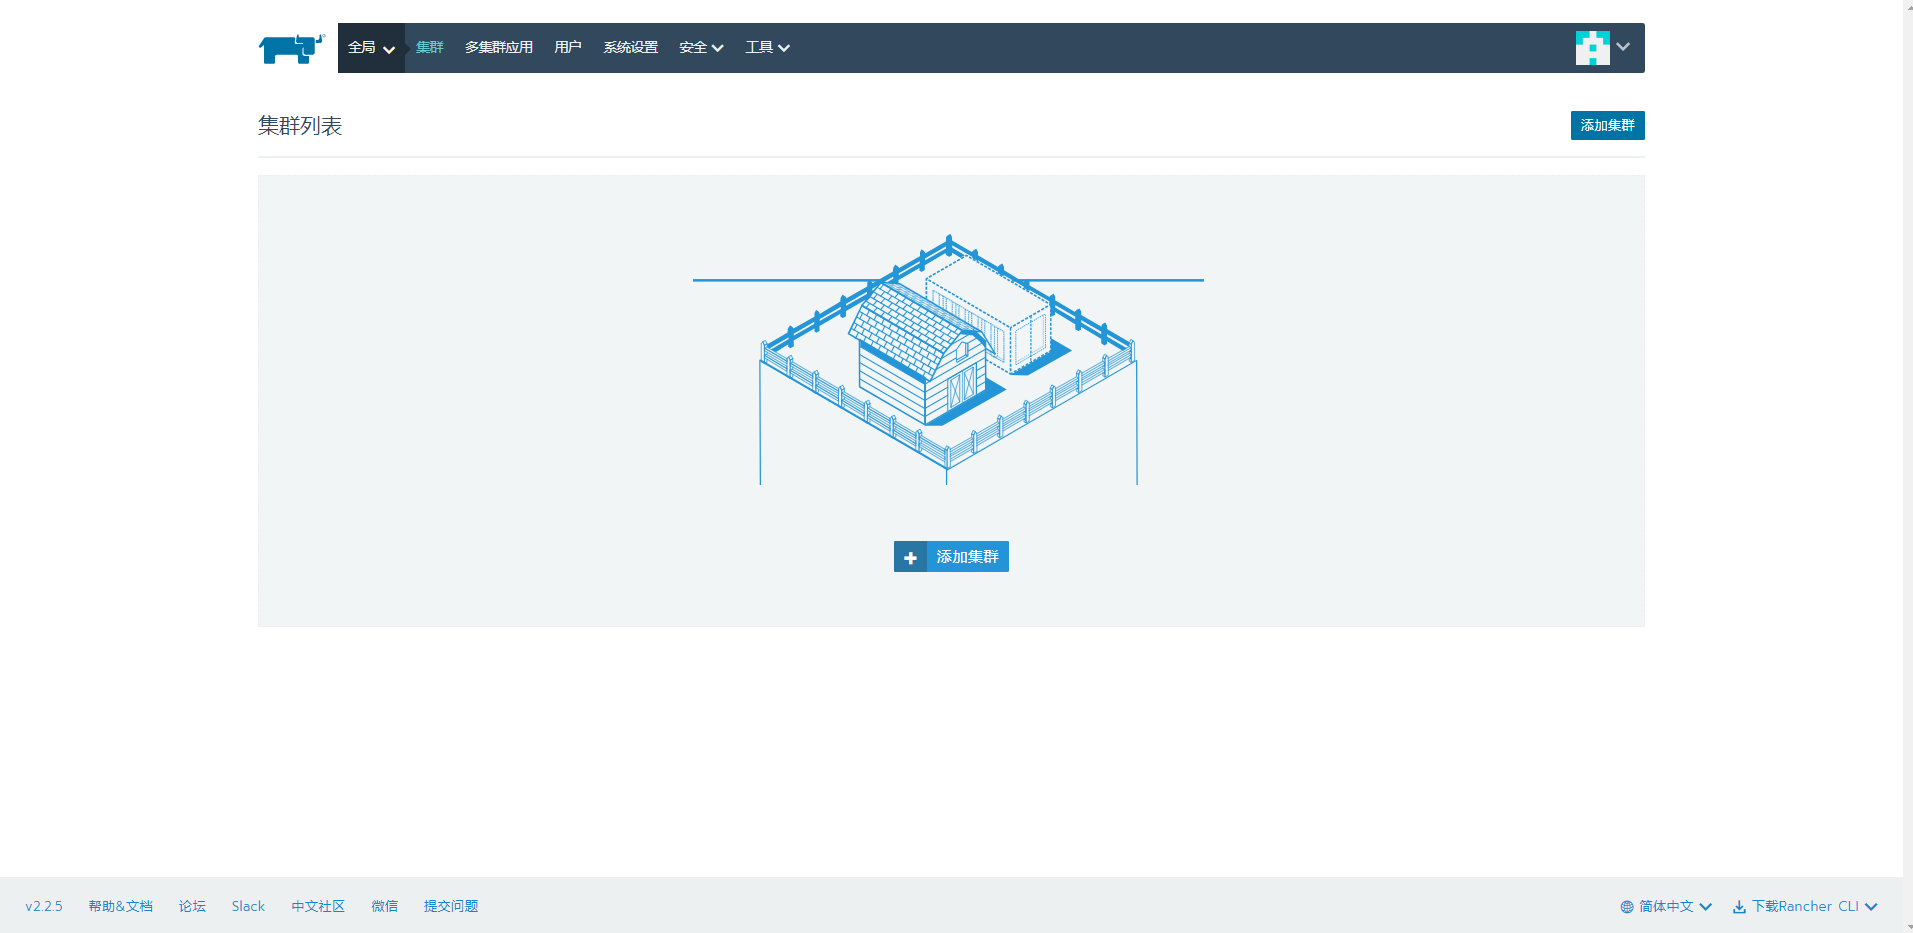 全局 集群 多集群应用 用户 系统设置 安全 工具
集群列表 添加集群
添加集群
v2.2.5 帮助&文档 论坛 Slack 中文社区 微信 提交问题 简体中文 下载Rancher CLI